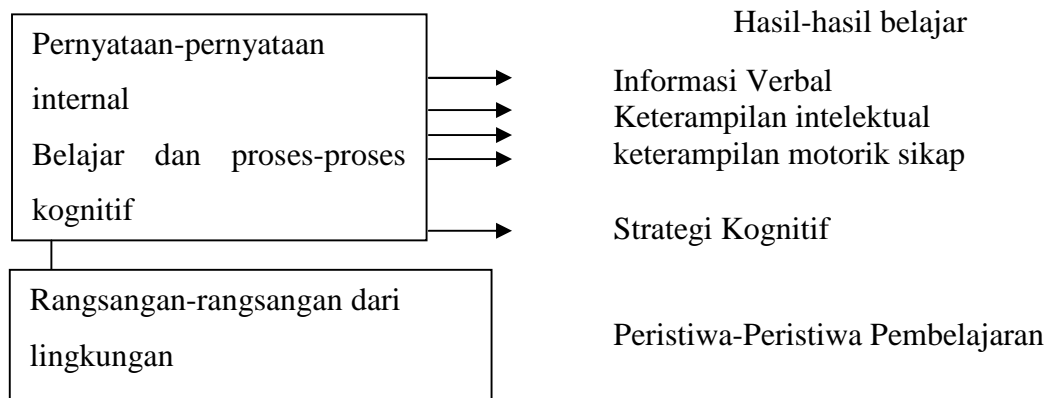 Hasil-hasil belajar
Pernyataan-pernyataan
internal
Belajar dan proses-proses
kognitif
Informasi Verbal
Keterampilan intelektual
keterampilan motorik sikap
Strategi Kognitif
Rangsangan-rangsangan dari
lingkungan
Peristiwa-Peristiwa Pembelajaran